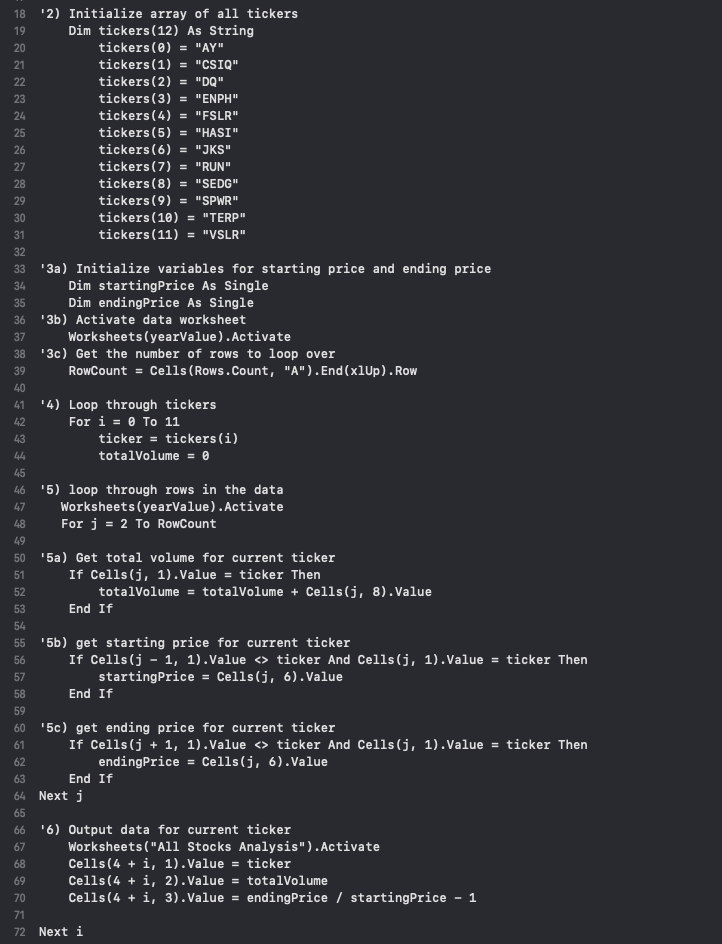 18 '2) Initialize array of all tickers
19 Dim tickers(12) As String
20 tickers(0) = "AY"
21 tickers(1) = "CSIQ"
22 tickers(2) = "DQ"
23 tickers(3) = "ENPH"
24 tickers(4) = "FSLR"
25 tickers(5) = "HASI"
26 tickers(6) = "JKS"
27 tickers(7) = "RUN"
28 tickers(8) = "SEDG"
29 tickers(9) = "SPWR"
30 tickers(10) = "TERP"
31 tickers(11) = "VSLR"
32
33 '3a) Initialize variables for starting price and ending price
34 Dim startingPrice As Single
35 Dim endingPrice As Single
36 '3b) Activate data worksheet
37 Worksheets(yearValue).Activate
38 '3c) Get the number of rows to loop over
39 RowCount = Cells(Rows.Count, "A").End(xlUp).Row
40
41 '4) Loop through tickers
42 For i = 0 To 11
43 ticker = tickers(i)
44 totalVolume = 0
45
46 '5) loop through rows in the data
47 Worksheets(yearValue).Activate
48 For j = 2 To RowCount
49
50 '5a) Get total volume for current ticker
51 If Cells(j, 1).Value = ticker Then
52 totalVolume = totalVolume + Cells(j, 8).Value
53 End If
54
55 '5b) get starting price for current ticker
56 If Cells(j - 1, 1).Value <> ticker And Cells(j, 1).Value = ticker Then
57 startingPrice = Cells(j, 6).Value
58 End If
59
60 '5c) get ending price for current ticker
61 If Cells(j + 1, 1).Value <> ticker And Cells(j, 1).Value = ticker Then
62 endingPrice = Cells(j, 6).Value
63 End If
64 Next j
65
66 '6) Output data for current ticker
67 Worksheets("All Stocks Analysis").Activate
68 Cells(4 + i, 1).Value = ticker
69 Cells(4 + i, 2).Value = totalVolume
70 Cells(4 + i, 3).Value = endingPrice / startingPrice - 1
71
72 Next i